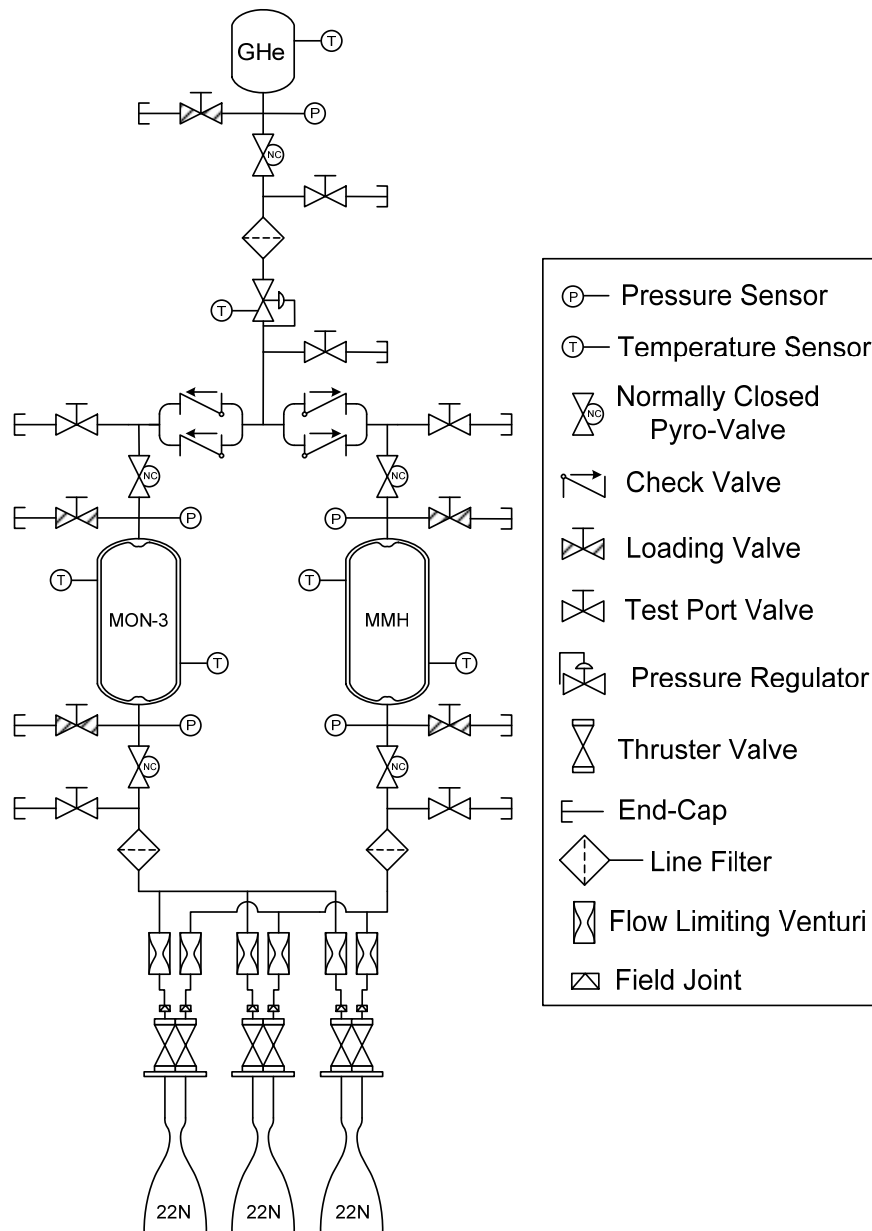 GHe
T
P
NC
T
NC
NC
P
P
T
T
MON-3
MMH
T
T
P
P
NC
NC
22N
22N
22N
P Pressure Sensor
T Temperature Sensor
NC Normally Closed
Pyro-Valve
Check Valve
Loading Valve
Test Port Valve
Pressure Regulator
Thruster Valve
End-Cap
Line Filter
Flow Limiting Venturi
Field Joint